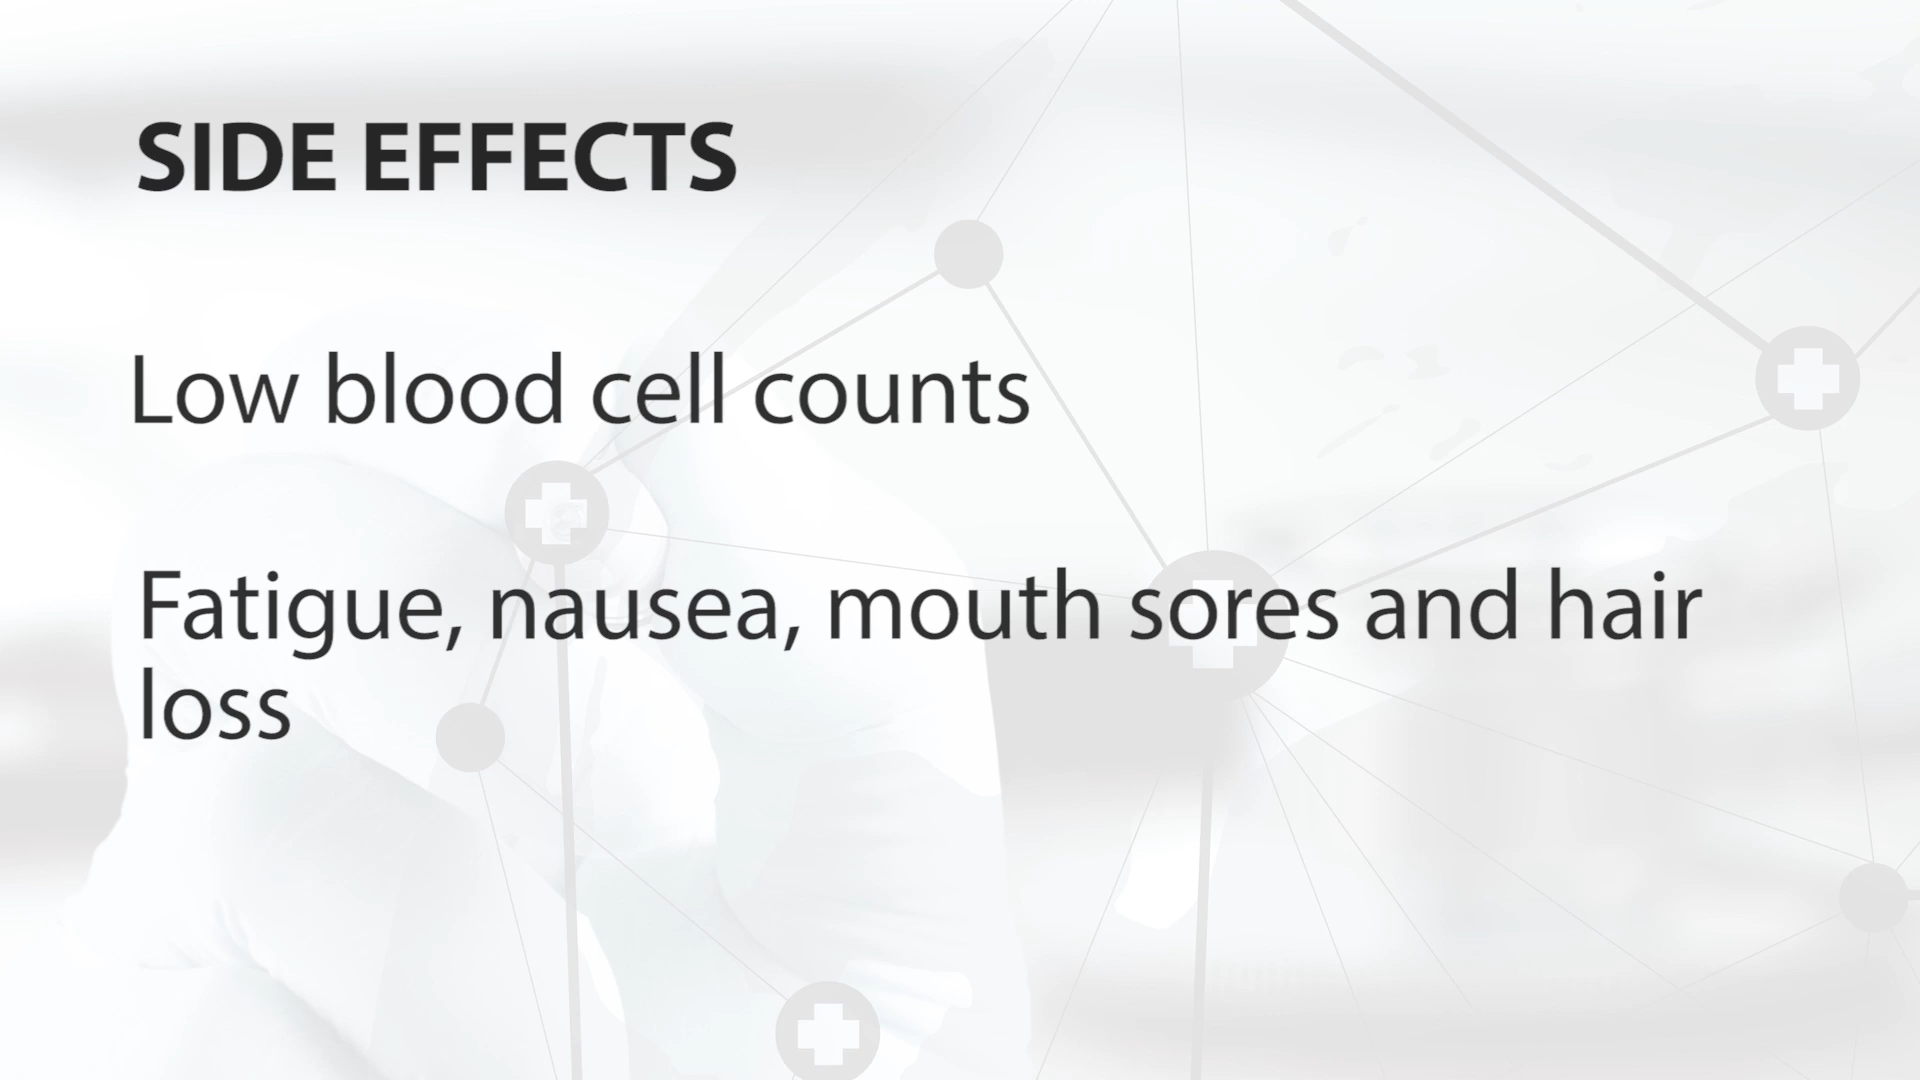 SIDE EFFECTS
Low blood cell counts
Fatigue, nausea, mouth sores and hair
loss